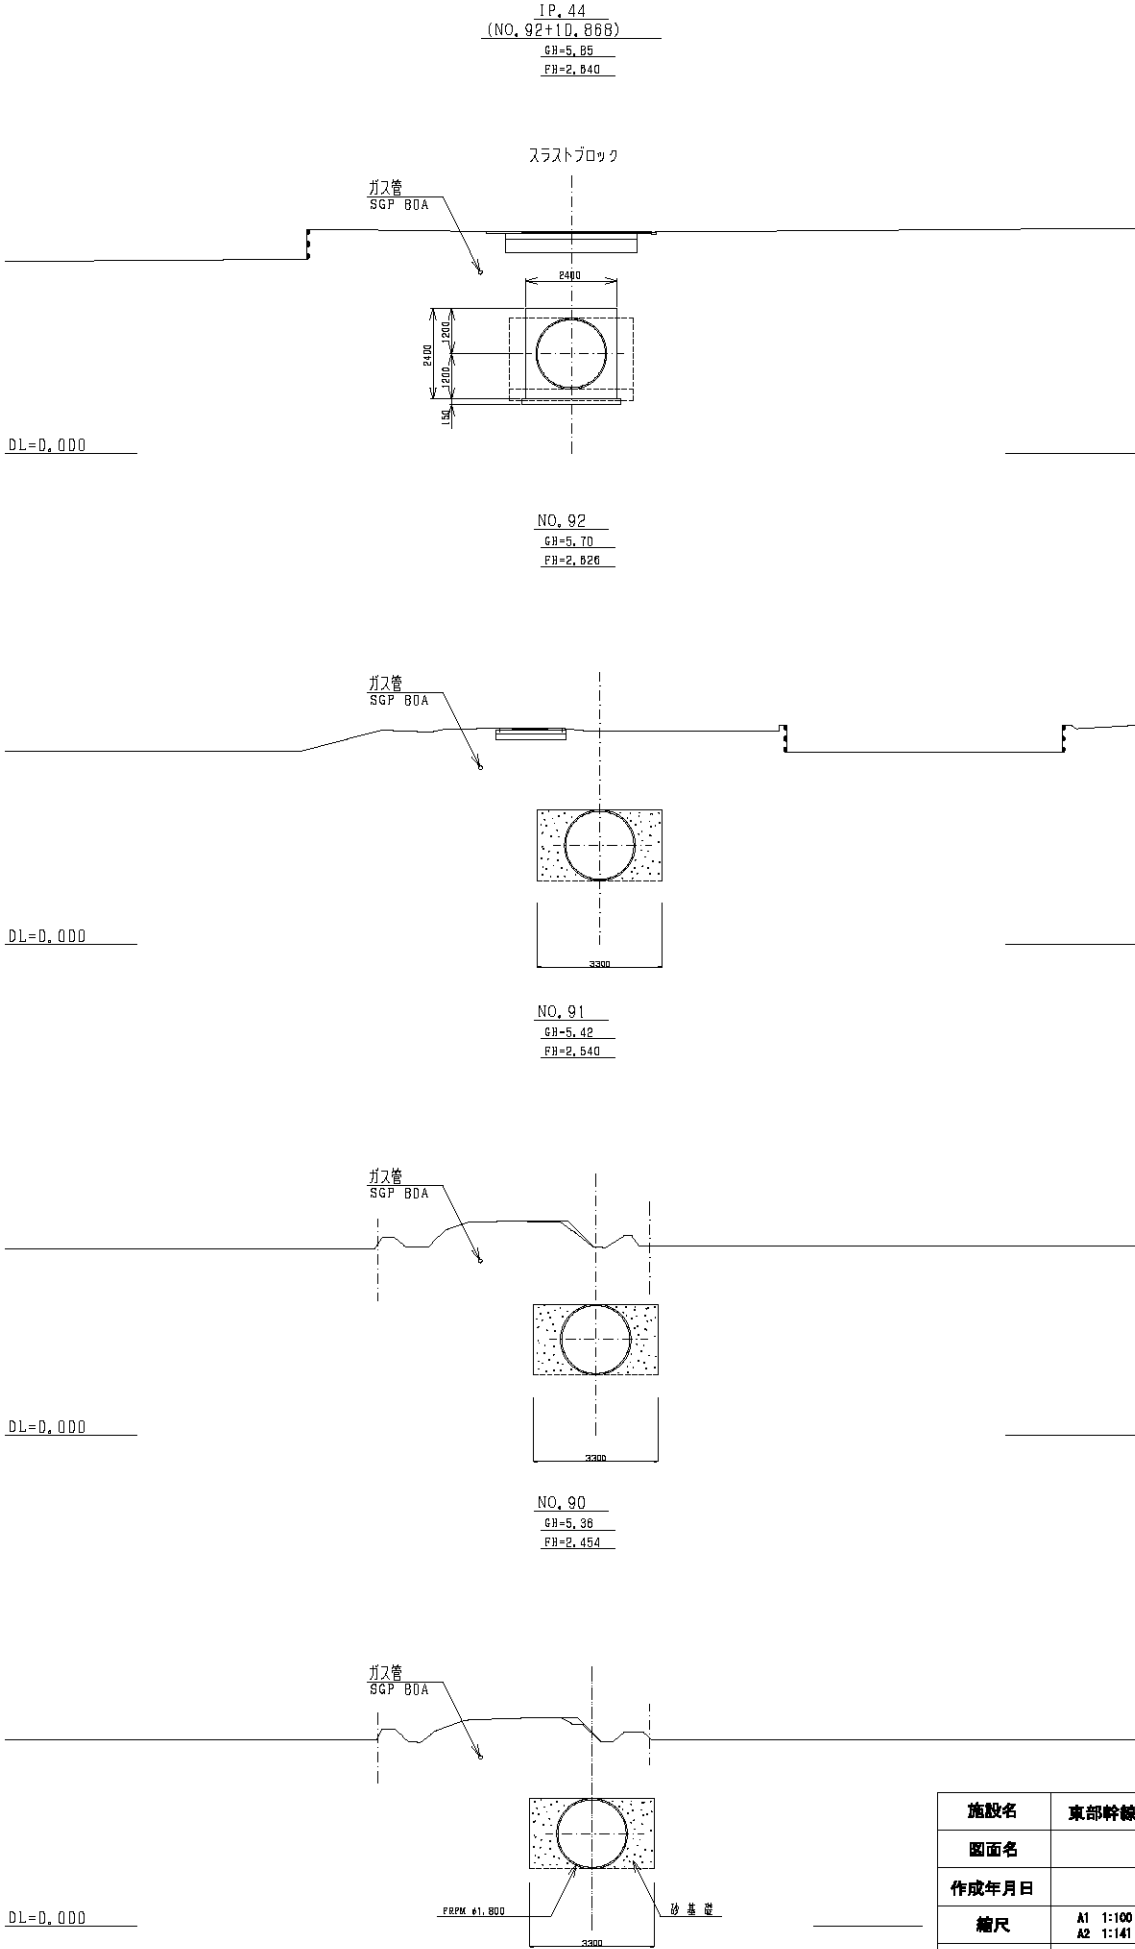 IP.44
(NO.92+10.868)
GH=5.85
FH=2.640
スラストブロック
ガス管
SGP 80A
2400
2400
1200
1200
150
DL=0.000
NO.92
GH=5.70
FH=2.626
ガス管
SGP 80A
DL=0.000
3300
NO.91
GH=5.42
FH=2.540
ガス管
SGP 80A
DL=0.000
3300
NO.90
GH=5.36
FH=2.454
ガス管
SGP 80A
FRPM φ1,800
砂基礎
DL=0.000
3300
施設名 東部幹線
図面名
作成年月日
縮尺 A1 1:100
A2 1:141